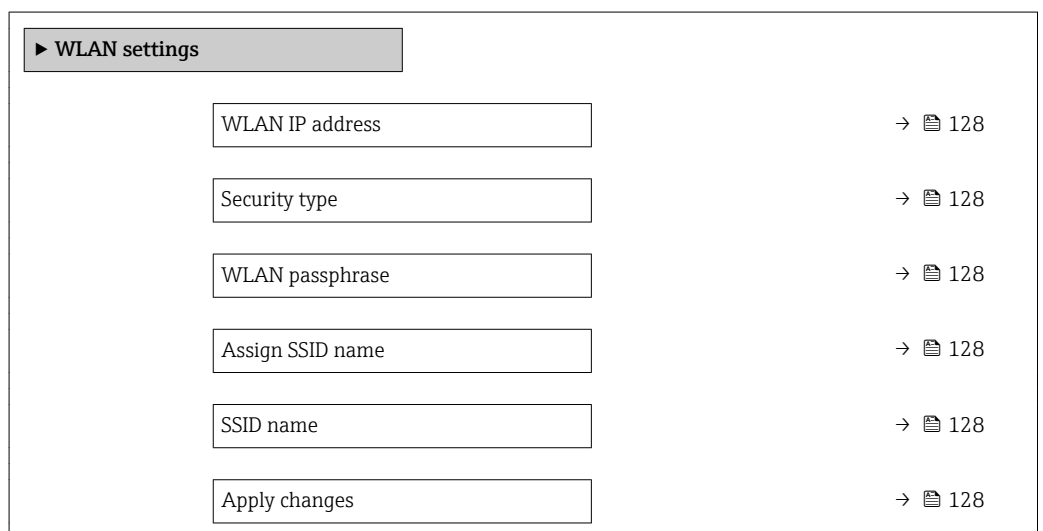 ▶ WLAN settings
WLAN IP address → 🖹 128
Security type → 🖹 128
WLAN passphrase → 🖹 128
Assign SSID name → 🖹 128
SSID name → 🖹 128
Apply changes → 🖹 128